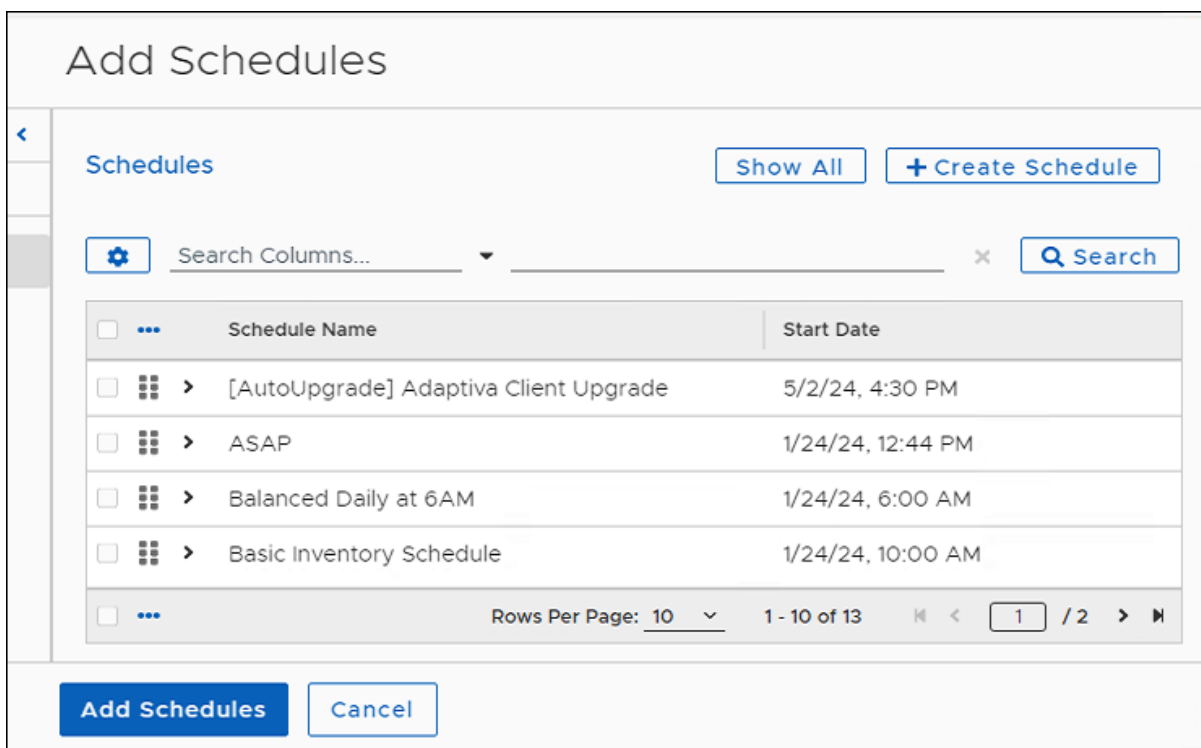 Add Schedules
Schedules
Show All
+ Create Schedule
Search Columns...
Search
Schedule Name Start Date
[AutoUpgrade] Adaptiva Client Upgrade 5/2/24, 4:30 PM
ASAP 1/24/24, 12:44 PM
Balanced Daily at 6AM 1/24/24, 6:00 AM
Basic Inventory Schedule 1/24/24, 10:00 AM
Rows Per Page: 10 1 - 10 of 13 1 / 2
Add Schedules Cancel